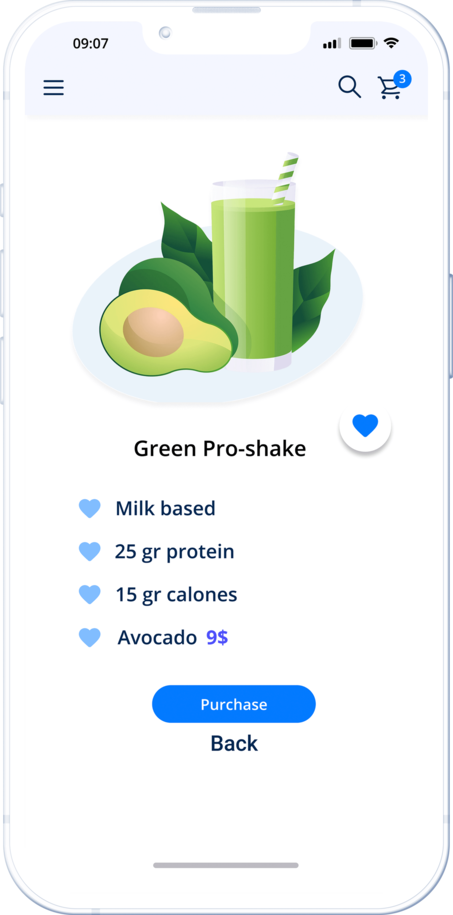 09:07
3
Green Pro-shake
Milk based
25 gr protein
15 gr calones
Avocado 9$
Purchase
Back